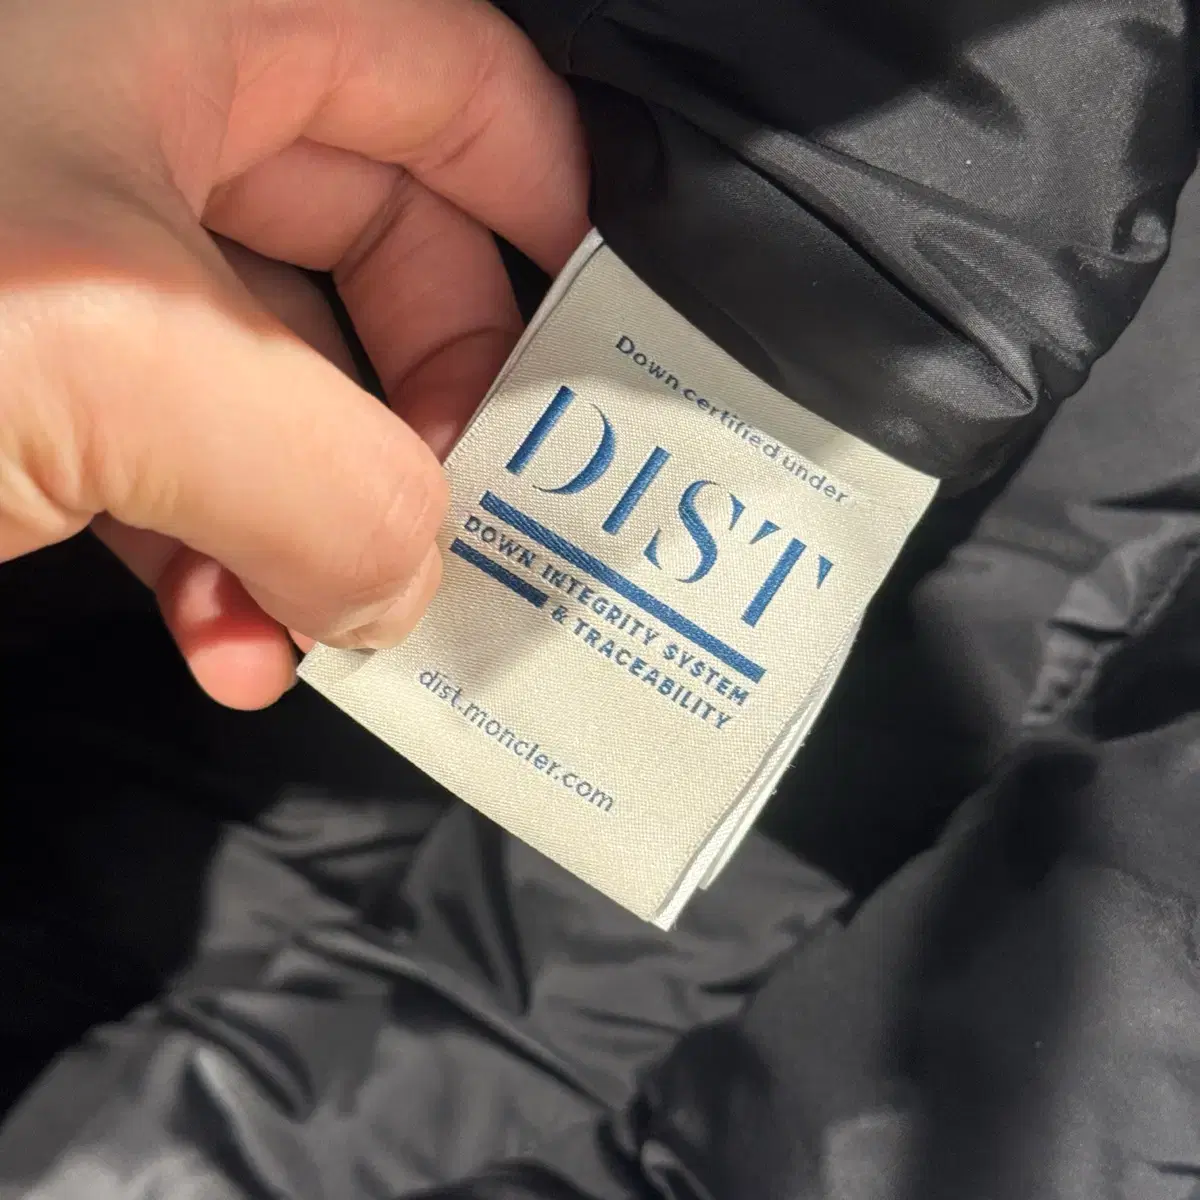 Down certified under
DIST
DOWN INTEGRITY SYSTEM
& TRACEABILITY
dist.moncler.com